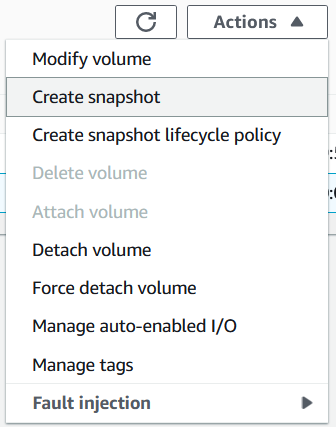 Actions
Modify volume
Create snapshot
Create snapshot lifecycle policy
Delete volume
Attach volume
Detach volume
Force detach volume
Manage auto-enabled I/O
Manage tags
Fault injection